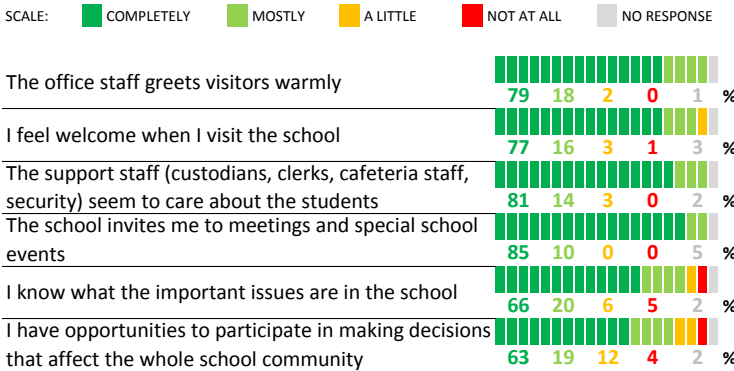 SCALE: COMPLETELY MOSTLY A LITTLE NOT AT ALL NO RESPONSE
The office staff greets visitors warmly
79 18 2 0 1 %
I feel welcome when I visit the school
77 16 3 1 3 %
The support staff (custodians, clerks, cafeteria staff,
security) seem to care about the students
81 14 3 0 2 %
The school invites me to meetings and special school
events
85 10 0 0 5 %
I know what the important issues are in the school
66 20 6 5 2 %
I have opportunities to participate in making decisions
that affect the whole school community
63 19 12 4 2 %